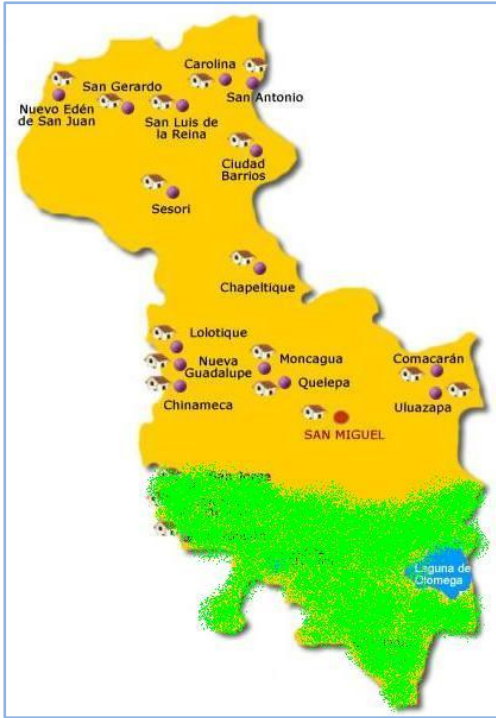 Carolina
San Gerardo
San Antonio
Nuevo Edén
de San Juan
San Luis de
la Reina
Ciudad
Barrios
Sesori
Chapeltique
Lolotique
Nueva
Guadalupe
Moncagua
Comacarán
Quelepa
Chinameca
Uluazapa
SAN MIGUEL
Laguna de
Olomega